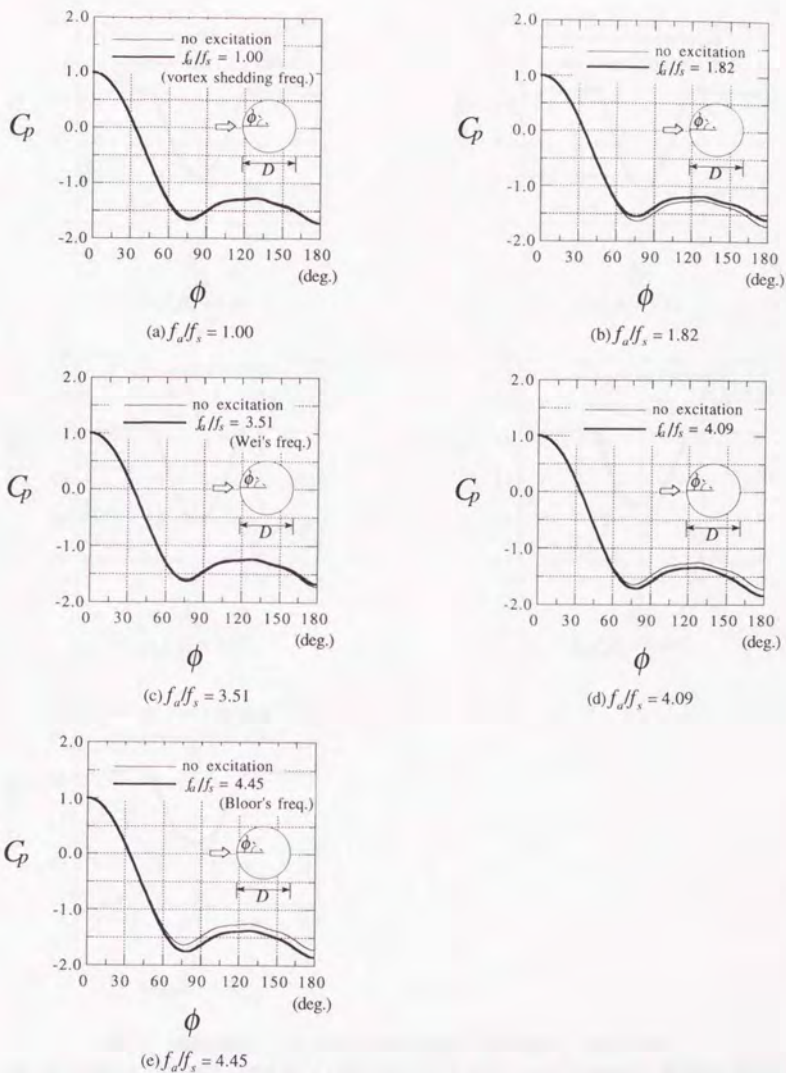 2.0
no excitation
fa/fs = 1.00
(vortex shedding freq.)
1.0
Cp
0.0
ϕ
D
-1.0
-2.0
0 30 60 90 120 150 180
(deg.)
ϕ
(a) fa/fs = 1.00
2.0
no excitation
fa/fs = 1.82
1.0
Cp
0.0
ϕ
D
-1.0
-2.0
0 30 60 90 120 150 180
(deg.)
ϕ
(b) fa/fs = 1.82
2.0
no excitation
fa/fs = 3.51
(Wei's freq.)
1.0
Cp
0.0
ϕ
D
-1.0
-2.0
0 30 60 90 120 150 180
(deg.)
ϕ
(c) fa/fs = 3.51
2.0
no excitation
fa/fs = 4.09
1.0
Cp
0.0
ϕ
D
-1.0
-2.0
0 30 60 90 120 150 180
(deg.)
ϕ
(d) fa/fs = 4.09
2.0
no excitation
fa/fs = 4.45
(Bloor's freq.)
1.0
Cp
0.0
ϕ
D
-1.0
-2.0
0 30 60 90 120 150 180
(deg.)
ϕ
(e) fa/fs = 4.45